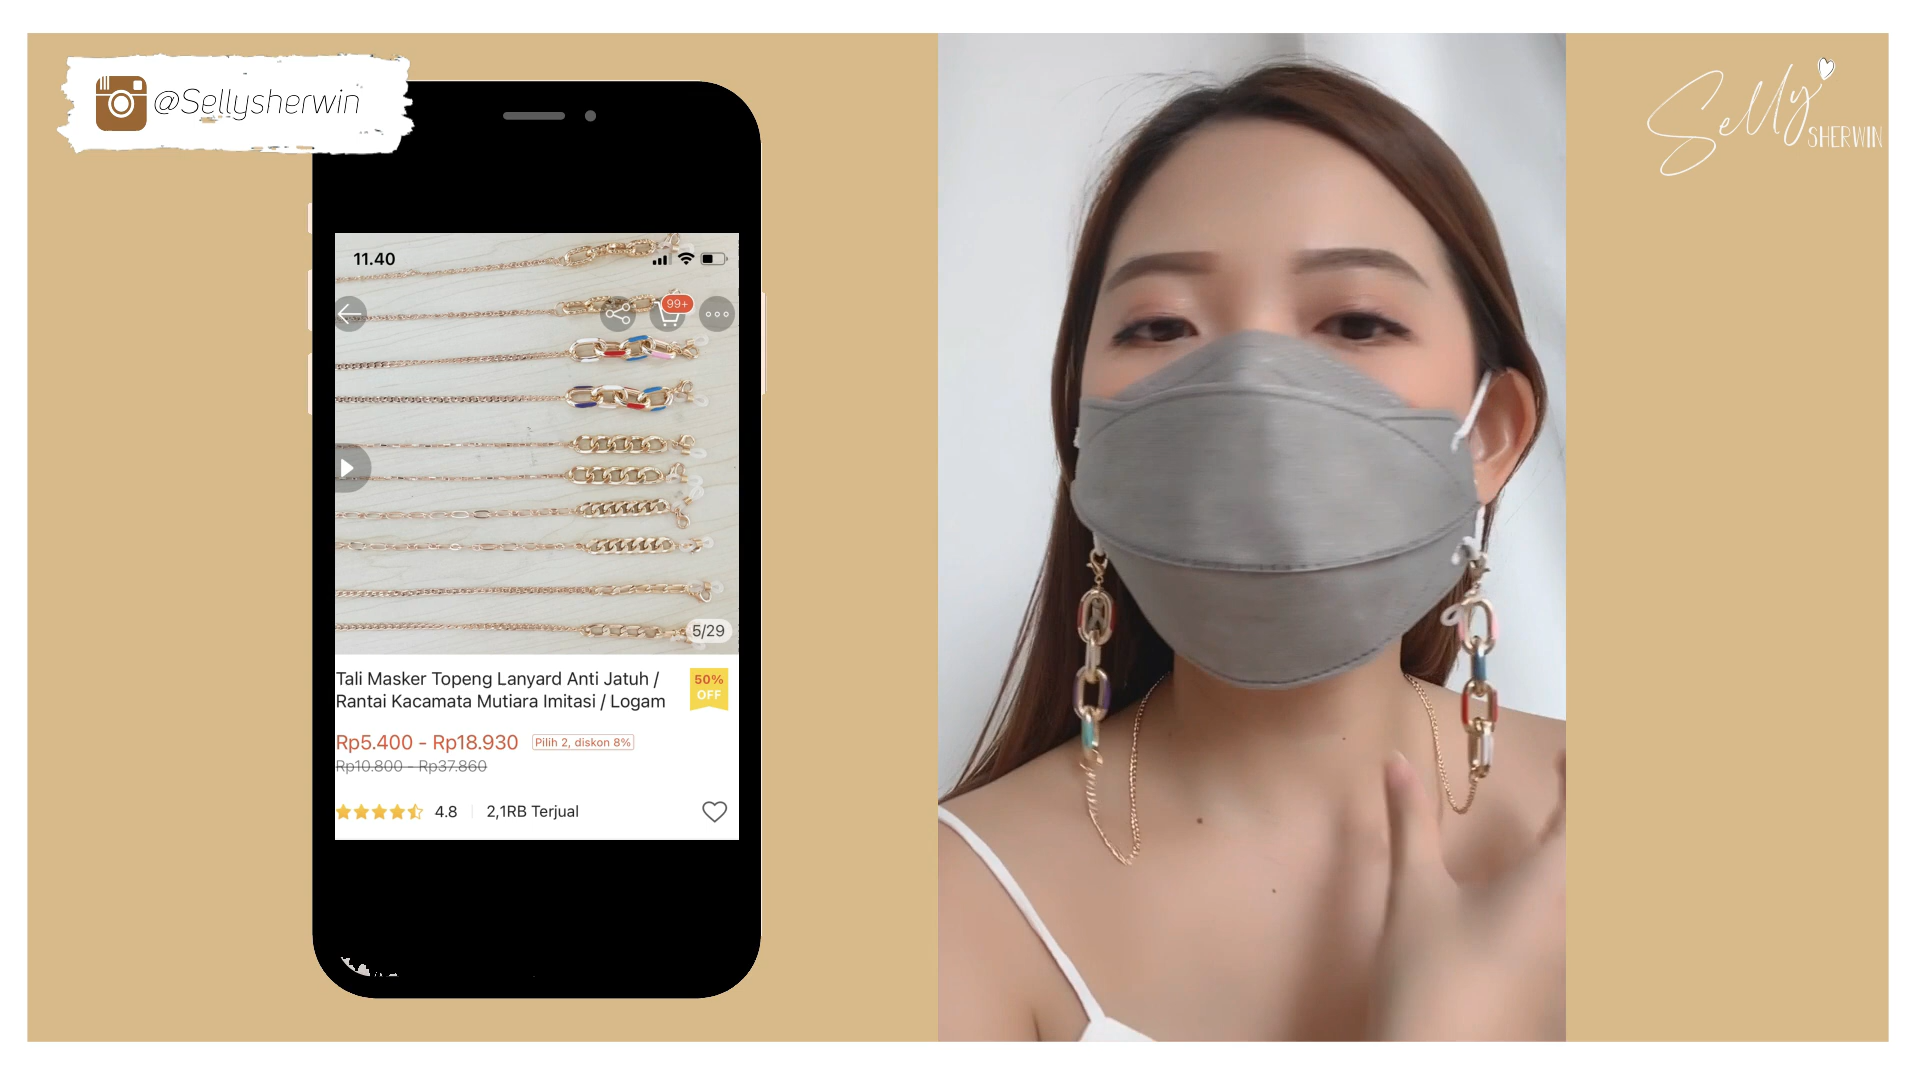 @Sellysherwin
Selly
SHERWIN
11.40
99+
5/29
Tali Masker Topeng Lanyard Anti Jatuh /
Rantai Kacamata Mutiara Imitasi / Logam
50%
OFF
Rp5.400 - Rp18.930
Pilih 2, diskon 8%
Rp10.800 - Rp37.860
4.8
2,1RB Terjual